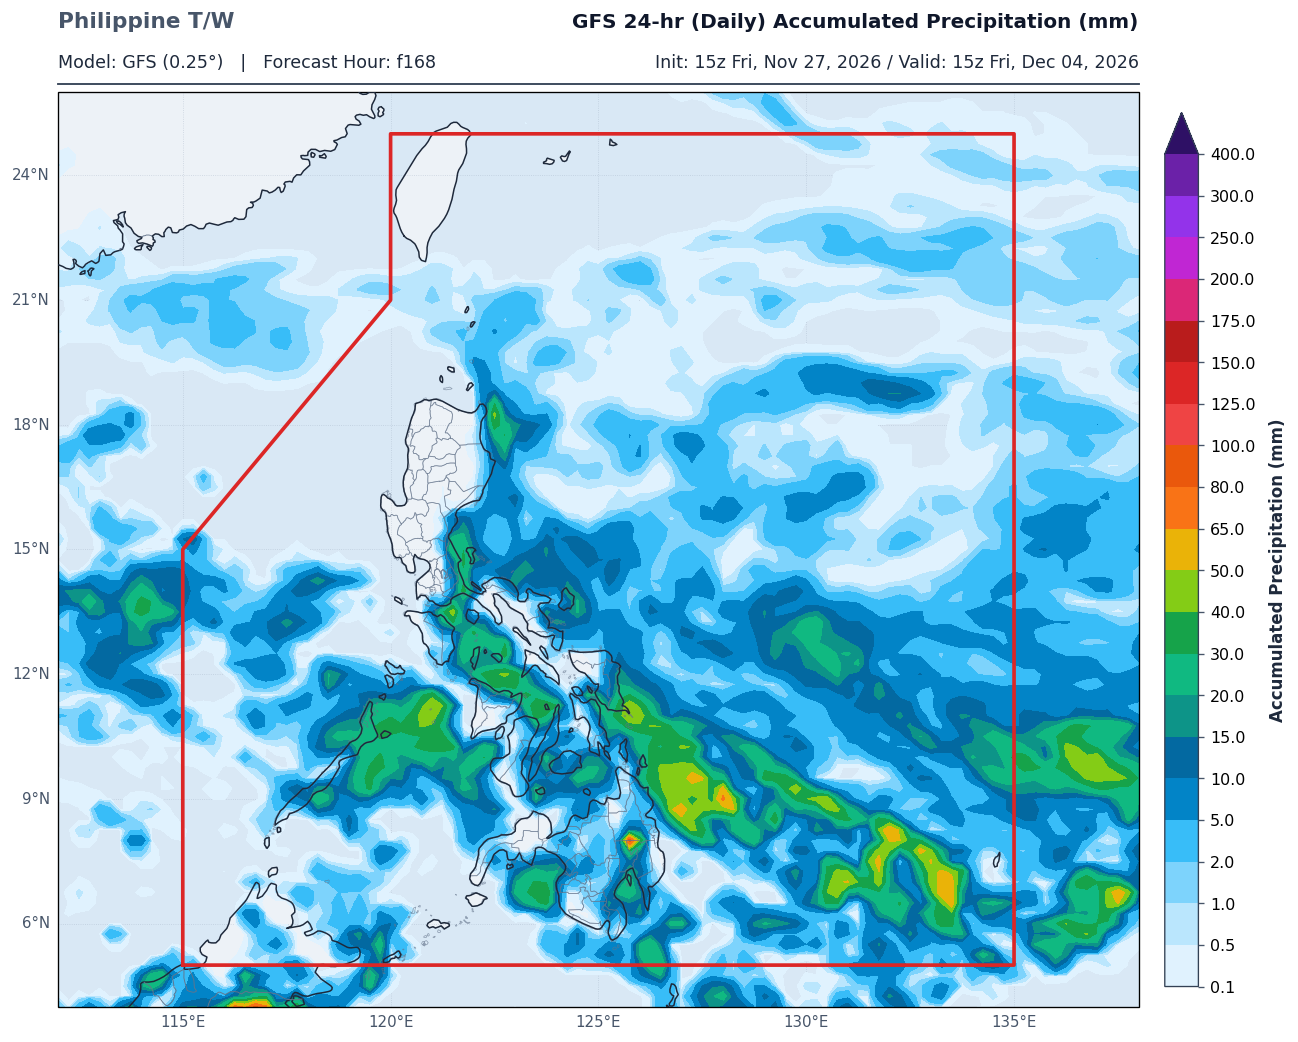 Philippine T/W
GFS 24-hr (Daily) Accumulated Precipitation (mm)
Model: GFS (0.25°)   |   Forecast Hour: f168
Init: 15z Fri, Nov 27, 2026 / Valid: 15z Fri, Dec 04, 2026
24°N
21°N
18°N
15°N
12°N
9°N
6°N
115°E
120°E
125°E
130°E
135°E
400.0
300.0
250.0
200.0
175.0
150.0
125.0
100.0
80.0
65.0
50.0
40.0
30.0
20.0
15.0
10.0
5.0
2.0
1.0
0.5
0.1
Accumulated Precipitation (mm)